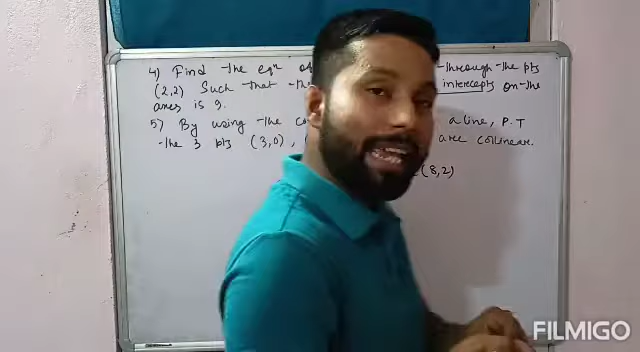 4) Find the eqn of through the pts
(2,2) Such that intercepts on the
axes is 9.
5) By using the a line, P.T
the 3 pts (3,0), are collinear.
(8,2)
FILMIGO